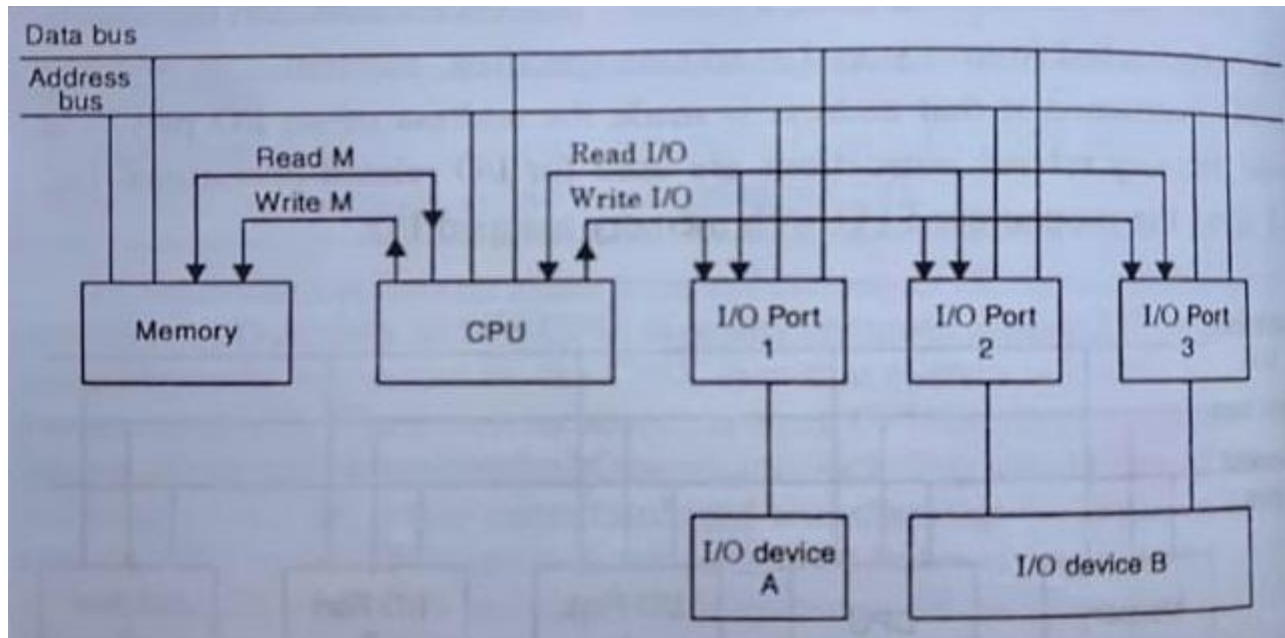 Data bus
Address
bus
Read M
Read I/O
Write M
Write I/O
Memory
CPU
I/O Port
1
I/O Port
2
I/O Port
3
I/O device
A
I/O device B